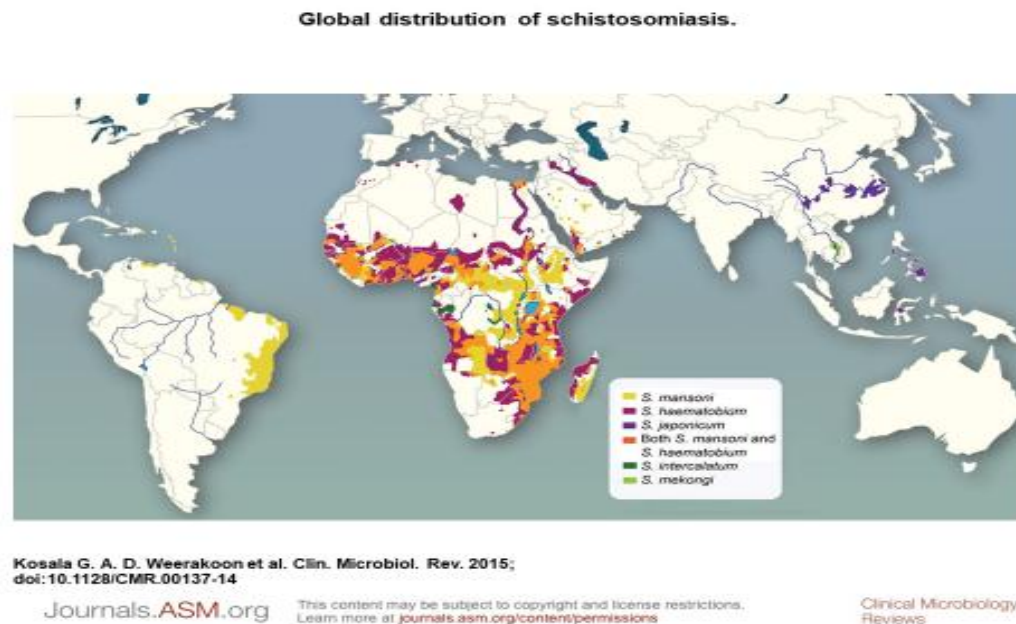 Global distribution of schistosomiasis.
S. mansoni
S. haematobium
S. japonicum
Both S. mansoni and
S. haematobium
S. intercalatum
S. mekongi
Kosala G. A. D. Weerakoon et al. Clin. Microbiol. Rev. 2015;
doi:10.1128/CMR.00137-14
Journals.ASM.org
This content may be subject to copyright and license restrictions.
Learn more at journals.asm.org/content/permissions
Clinical Microbiology
Reviews